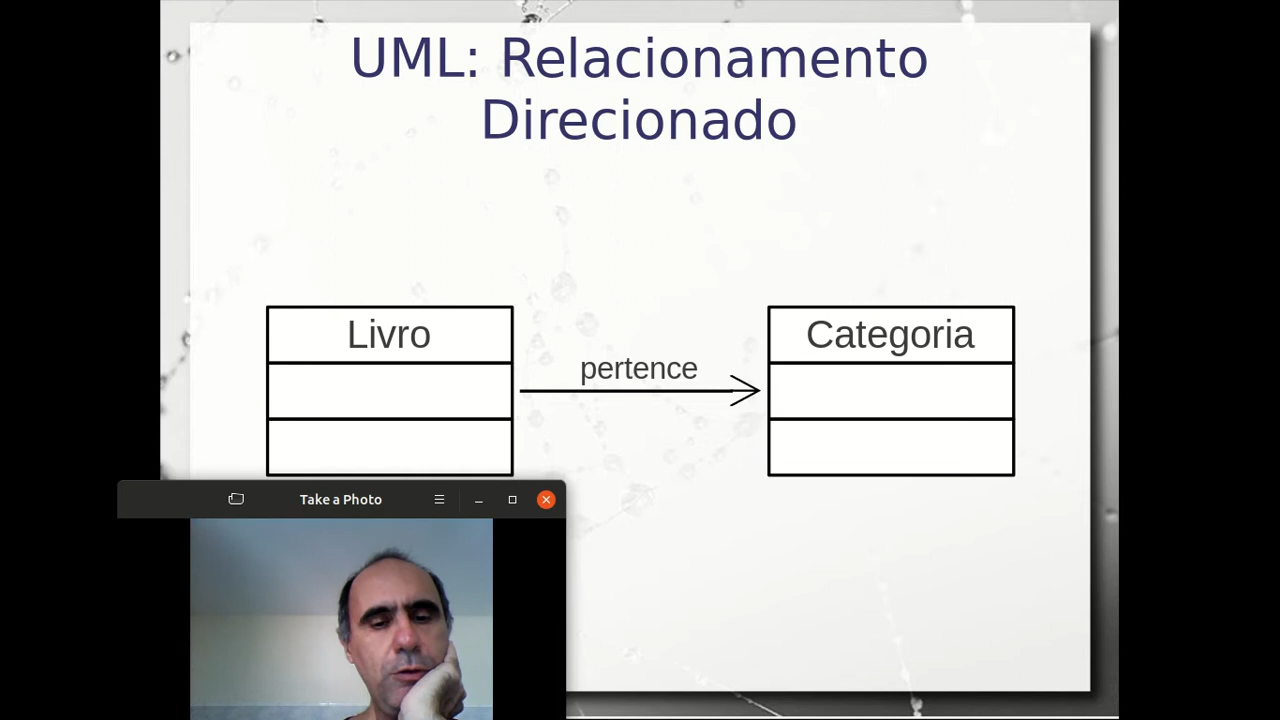 UML: Relacionamento
Direcionado
Livro
pertence
Categoria
Take a Photo